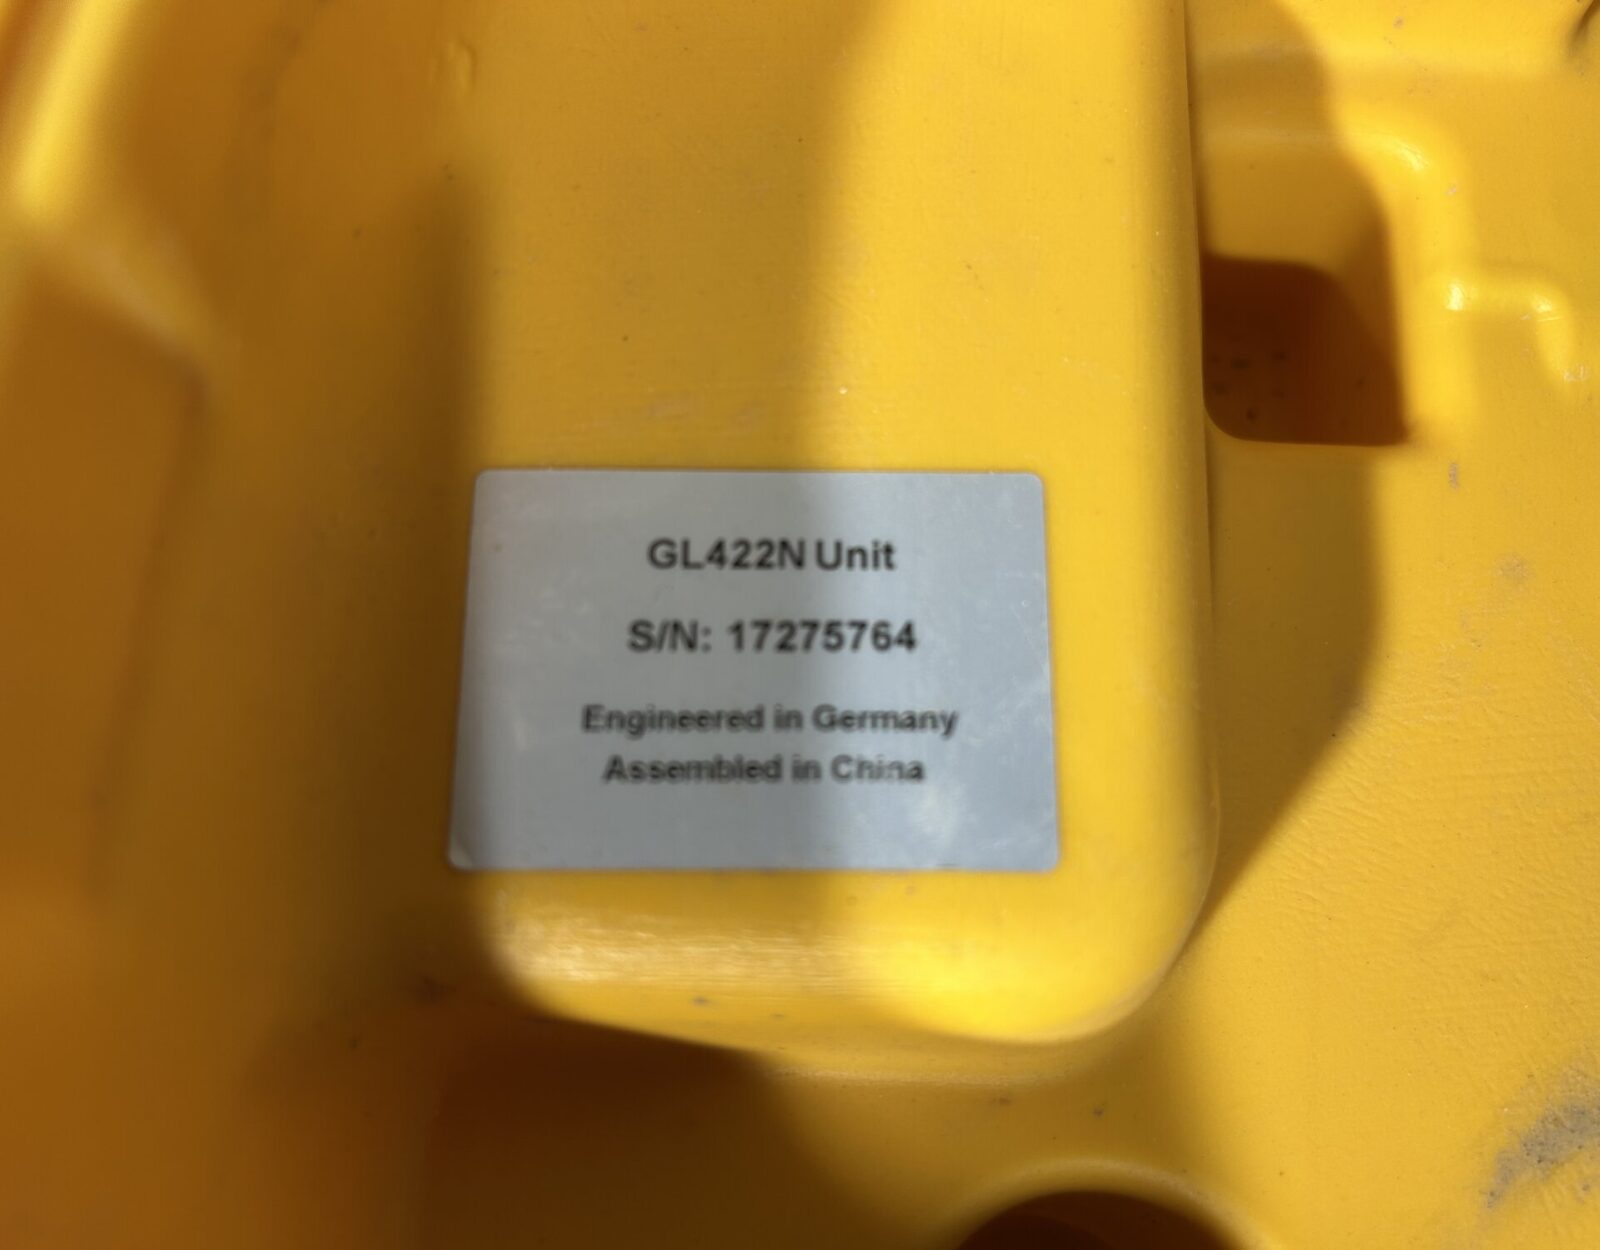 GL422N Unit
S/N: 17275764
Engineered in Germany
Assembled in China